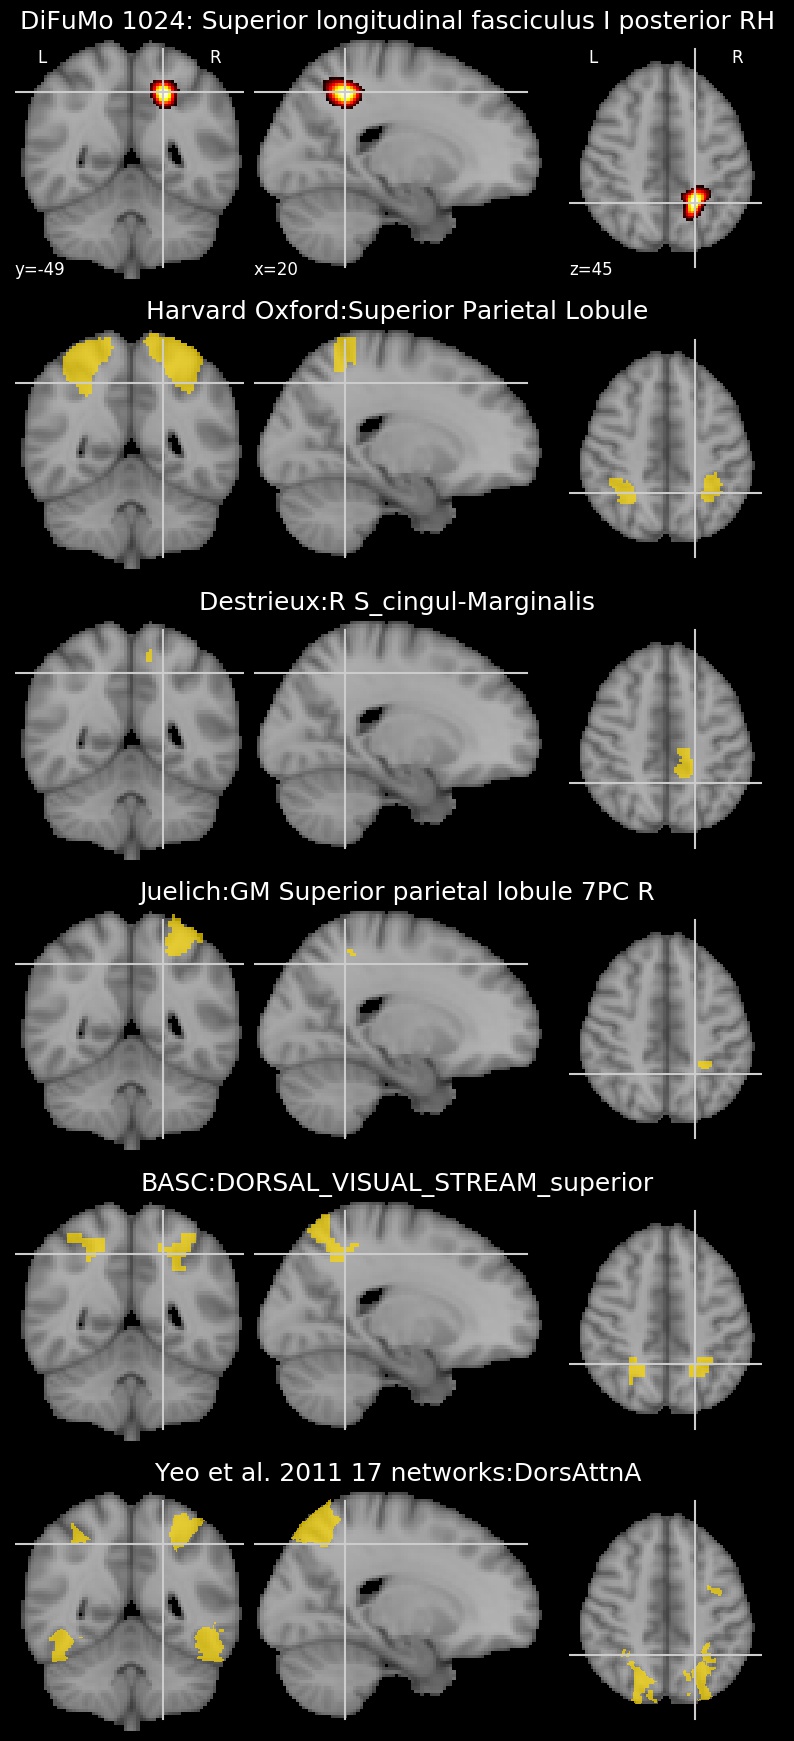 DiFuMo 1024: Superior longitudinal fasciculus I posterior RH
L R L R
y=-49 x=20 z=45
Harvard Oxford:Superior Parietal Lobule
Destrieux:R S_cingul-Marginalis
Juelich:GM Superior parietal lobule 7PC R
BASC:DORSAL_VISUAL_STREAM_superior
Yeo et al. 2011 17 networks:DorsAttnA